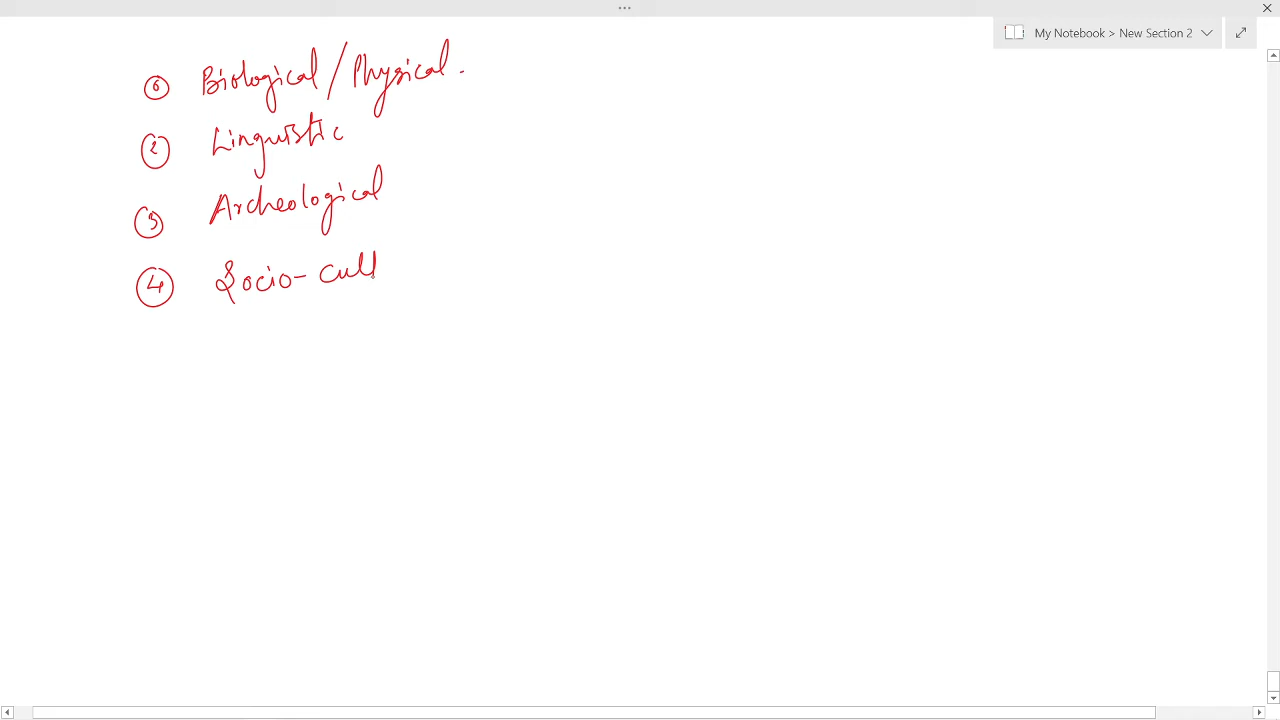 My Notebook > New Section 2
① Biological / Physical.
② Linguistic
③ Archeological
④ Socio- cult